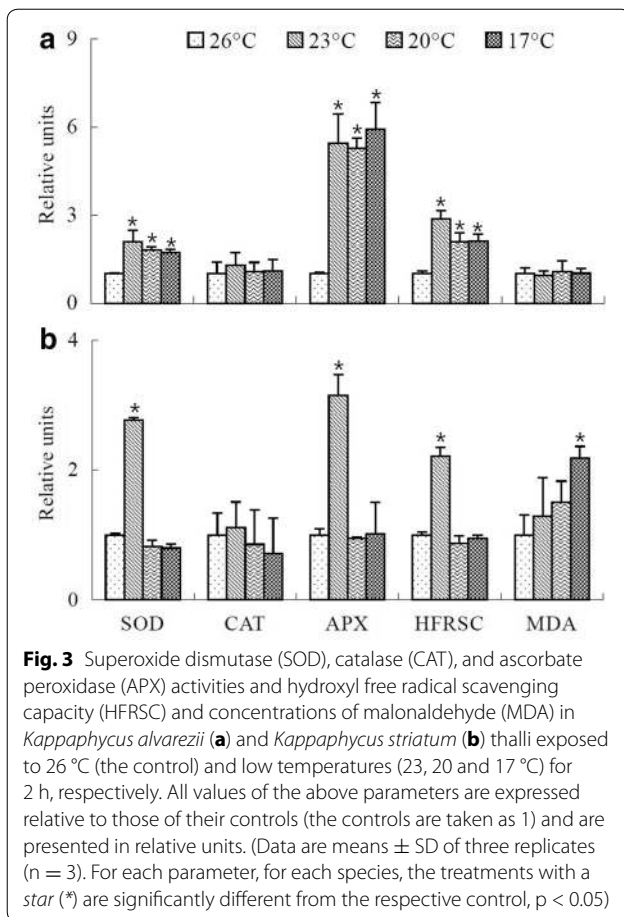 a
26°C 23°C 20°C 17°C
9
6
3
0
Relative units
* * *
* * *
* * *
b
4
2
0
Relative units
* * * *
SOD CAT APX HFRSC MDA
Fig. 3 Superoxide dismutase (SOD), catalase (CAT), and ascorbate
peroxidase (APX) activities and hydroxyl free radical scavenging
capacity (HFRSC) and concentrations of malonaldehyde (MDA) in
Kappaphycus alvarezii (a) and Kappaphycus striatum (b) thalli exposed
to 26 °C (the control) and low temperatures (23, 20 and 17 °C) for
2 h, respectively. All values of the above parameters are expressed
relative to those of their controls (the controls are taken as 1) and are
presented in relative units. (Data are means ± SD of three replicates
(n = 3). For each parameter, for each species, the treatments with a
star (*) are significantly different from the respective control, p < 0.05)